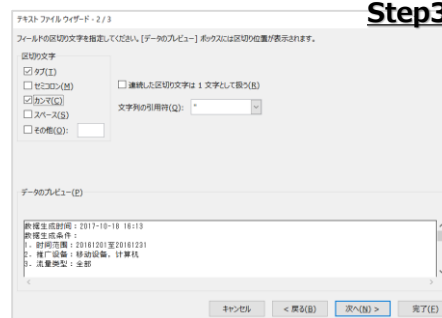 Step3
テキスト ファイル ウィザード - 2 / 3
フィールドの区切り文字を指定してください。[データのプレビュー] ボックスには区切り位置が表示されます。
区切り文字
タブ(T)
セミコロン(M)
カンマ(C)
スペース(S)
その他(O):
連続した区切り文字は 1 文字として扱う(R)
文字列の引用符(Q): "
データのプレビュー(P)
数据生成时间：2017-10-18 16:13
数据生成条件：
1. 时间范围：20161201至20161231
2. 推广设备：移动设备, 计算机
3. 流量类型：全部
キャンセル
< 戻る(B)
次へ(N) >
完了(F)